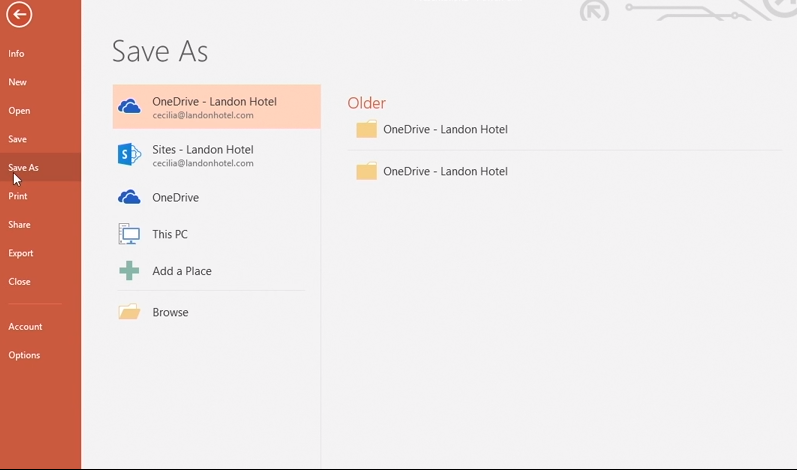 Info
New
Open
Save
Save As
Print
Share
Export
Close
Account
Options
Save As
OneDrive - Landon Hotel
cecilia@landonhotel.com
Sites - Landon Hotel
cecilia@landonhotel.com
OneDrive
This PC
Add a Place
Browse
Older
OneDrive - Landon Hotel
OneDrive - Landon Hotel